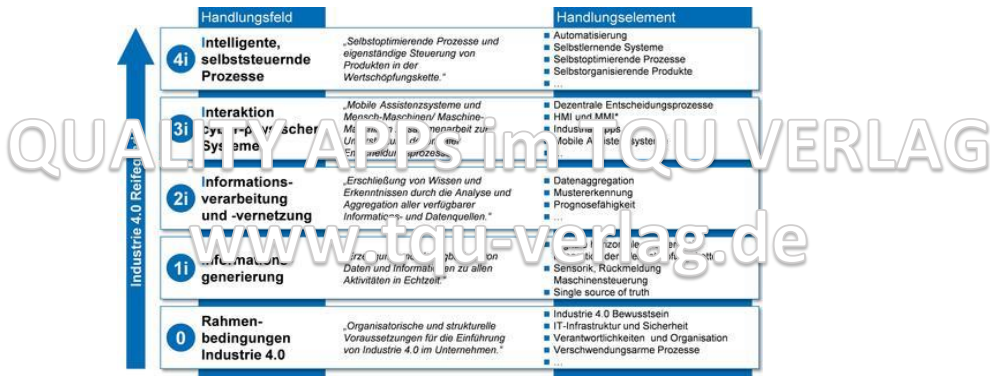 Handlungsfeld
Handlungselement
4i
Intelligente,
selbststeuernde
Prozesse
„Selbstoptimierende Prozesse und
eigenständige Steuerung von
Produkten in der
Wertschöpfungskette.“
Automatisierung
Selbstlernende Systeme
Selbstoptimierende Prozesse
Selbstorganisierende Produkte
...
3i
Interaktion
cyber-physischer
Systeme
„Mobile Assistenzsysteme und
Mensch-Maschinen/ Maschine-
Dezentrale Entscheidungsprozesse
HMI und MMI*
QUALITY APPs im TQU VERLAG
2i
Informations-
verarbeitung
und -vernetzung
„Erschließung von Wissen und
Erkenntnissen durch die Analyse und
Aggregation aller verfügbarer
Informations- und Datenquellen.“
Datenaggregation
Mustererkennung
Prognosefähigkeit
...
www.tqu-verlag.de
1i
generierung
Daten und Informationen zu allen
Aktivitäten in Echtzeit.“
Sensorik, Rückmeldung
Maschinensteuerung
Single source of truth
0
Rahmen-
bedingungen
Industrie 4.0
„Organisatorische und strukturelle
Voraussetzungen für die Einführung
von Industrie 4.0 im Unternehmen.“
Industrie 4.0 Bewusstsein
IT-Infrastruktur und Sicherheit
Verantwortlichkeiten und Organisation
Verschwendungsarme Prozesse
...
Industrie 4.0